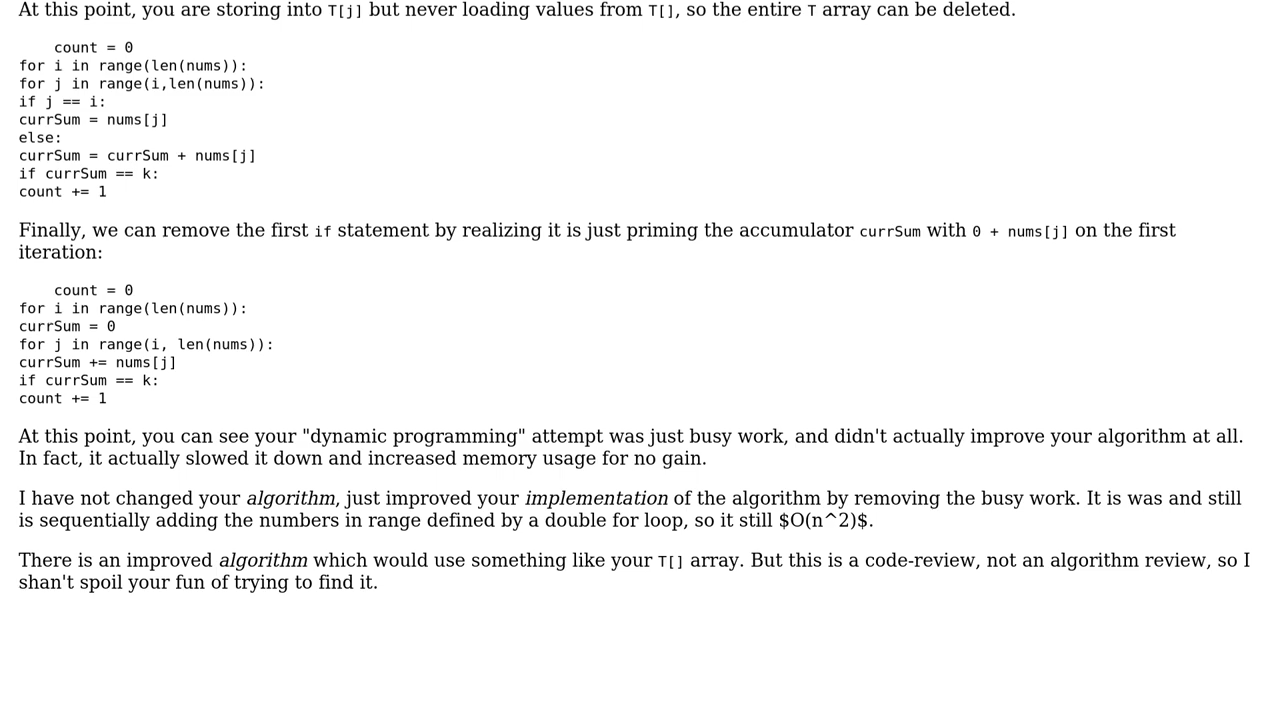 At this point, you are storing into T[j] but never loading values from T[], so the entire T array can be deleted.
    count = 0
for i in range(len(nums)):
for j in range(i,len(nums)):
if j == i:
currSum = nums[j]
else:
currSum = currSum + nums[j]
if currSum == k:
count += 1
Finally, we can remove the first if statement by realizing it is just priming the accumulator currSum with 0 + nums[j] on the first
iteration:
    count = 0
for i in range(len(nums)):
currSum = 0
for j in range(i, len(nums)):
currSum += nums[j]
if currSum == k:
count += 1
At this point, you can see your "dynamic programming" attempt was just busy work, and didn't actually improve your algorithm at all.
In fact, it actually slowed it down and increased memory usage for no gain.
I have not changed your algorithm, just improved your implementation of the algorithm by removing the busy work. It is was and still
is sequentially adding the numbers in range defined by a double for loop, so it still $O(n^2)$.
There is an improved algorithm which would use something like your T[] array. But this is a code-review, not an algorithm review, so I
shan't spoil your fun of trying to find it.